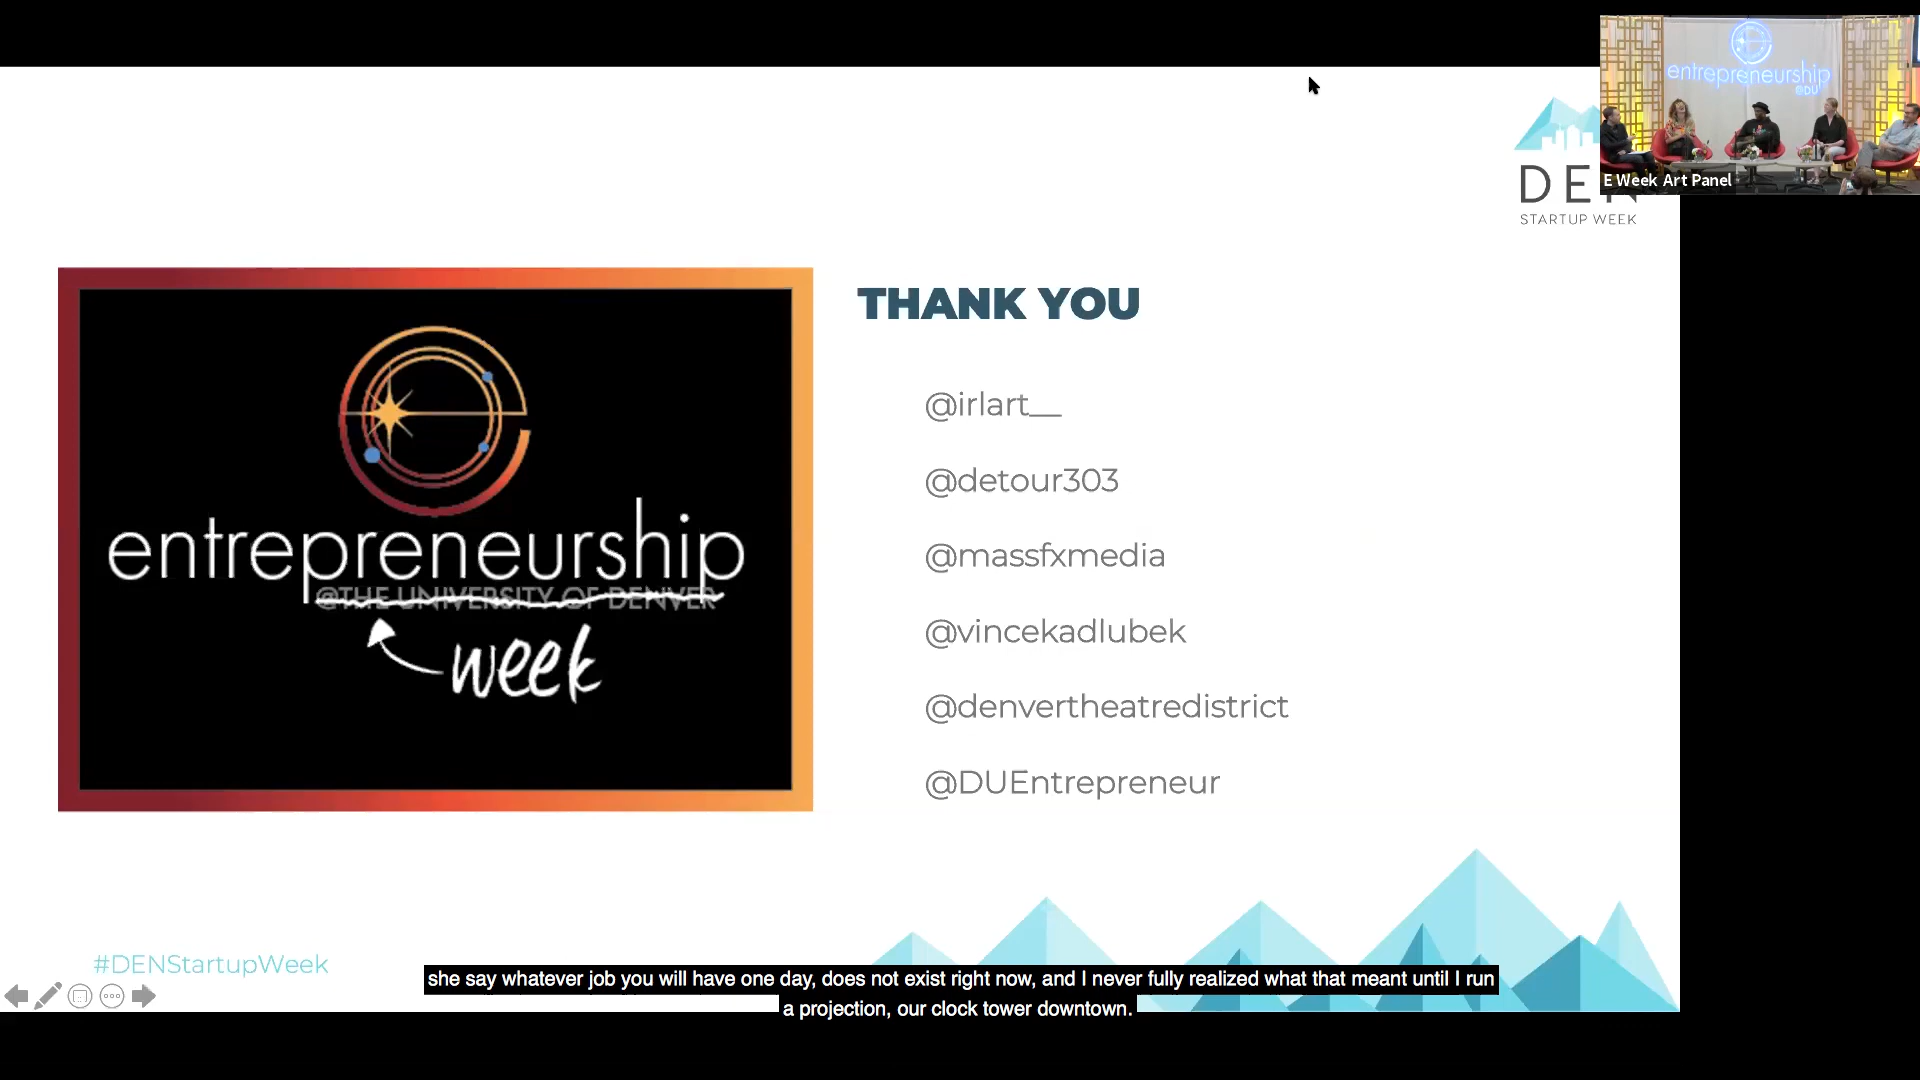 entrepreneurship
@DU
E Week Art Panel
DEN
STARTUP WEEK
THANK YOU
@irlart__
@detour303
@massfxmedia
@vincekadlubek
@denvertheatredistrict
@DUEntrepreneur
entrepreneurship
@THE UNIVERSITY OF DENVER
week
#DENStartupWeek
she say whatever job you will have one day, does not exist right now, and I never fully realized what that meant until I run
a projection, our clock tower downtown.